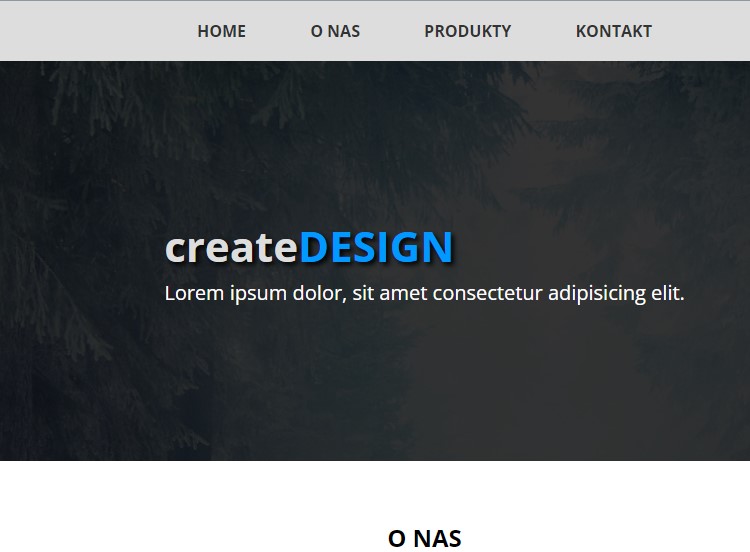 HOME O NAS PRODUKTY KONTAKT
createDESIGN
Lorem ipsum dolor, sit amet consectetur adipisicing elit.
O NAS